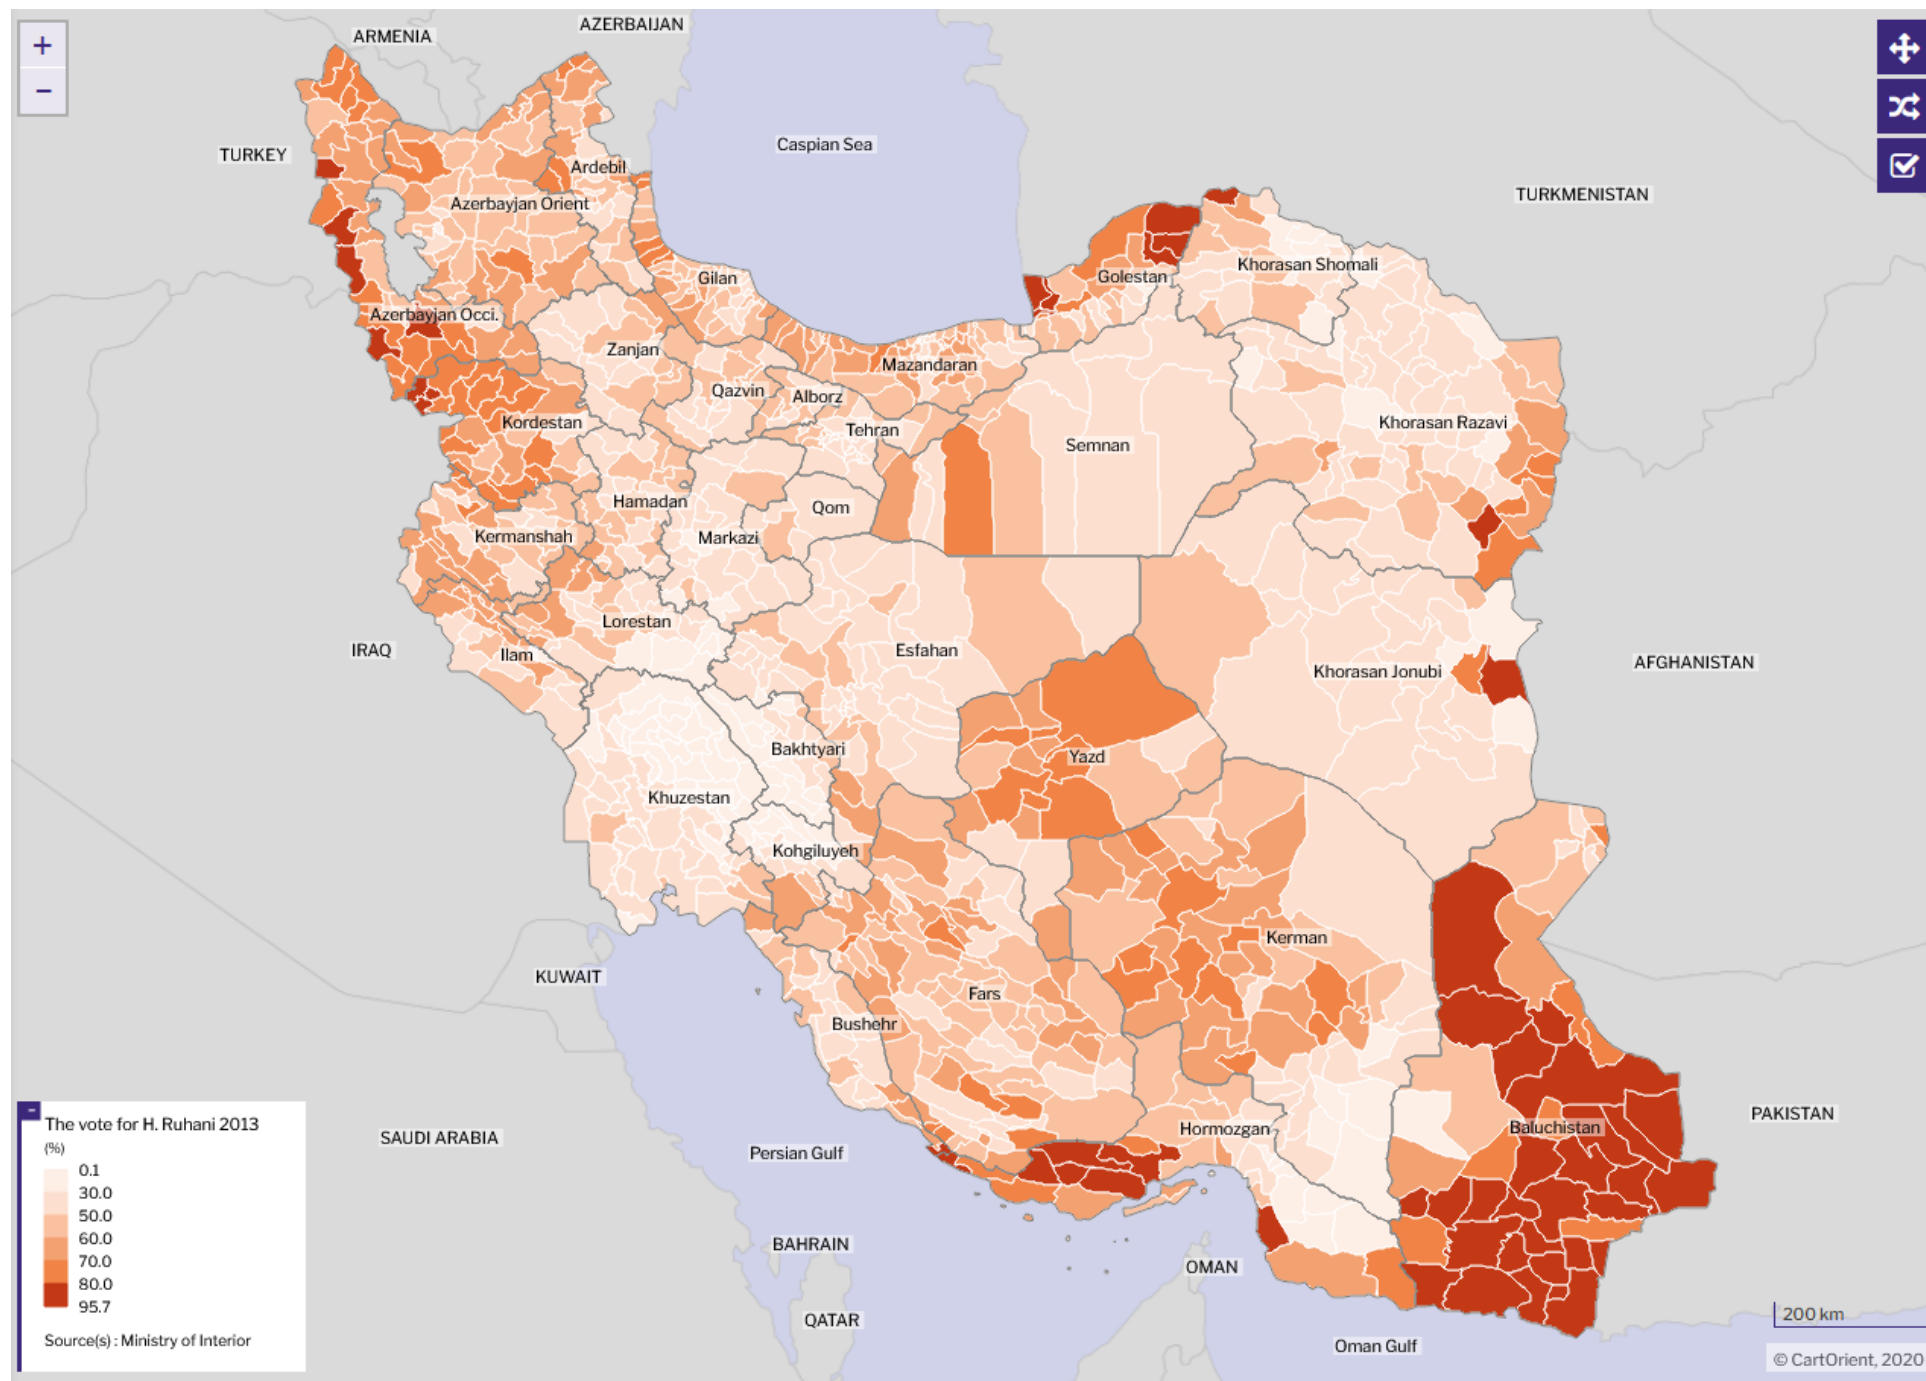 +
−
ARMENIA
AZERBAIJAN
TURKEY
Caspian Sea
TURKMENISTAN
Ardebil
Azerbayjan Orient
Gilan
Golestan
Khorasan Shomali
Azerbayjan Occi.
Zanjan
Mazandaran
Qazvin
Alborz
Kordestan
Tehran
Khorasan Razavi
Semnan
Hamadan
Qom
Kermanshah
Markazi
Lorestan
IRAQ
Ilam
Esfahan
Khorasan Jonubi
AFGHANISTAN
Bakhtyari
Yazd
Khuzestan
Kohgiluyeh
Kerman
KUWAIT
Fars
Bushehr
PAKISTAN
Hormozgan
Baluchistan
SAUDI ARABIA
Persian Gulf
BAHRAIN
OMAN
QATAR
Oman Gulf
−
The vote for H. Ruhani 2013
(%)
0.1
30.0
50.0
60.0
70.0
80.0
95.7
Source(s) : Ministry of Interior
200 km
© CartOrient, 2020